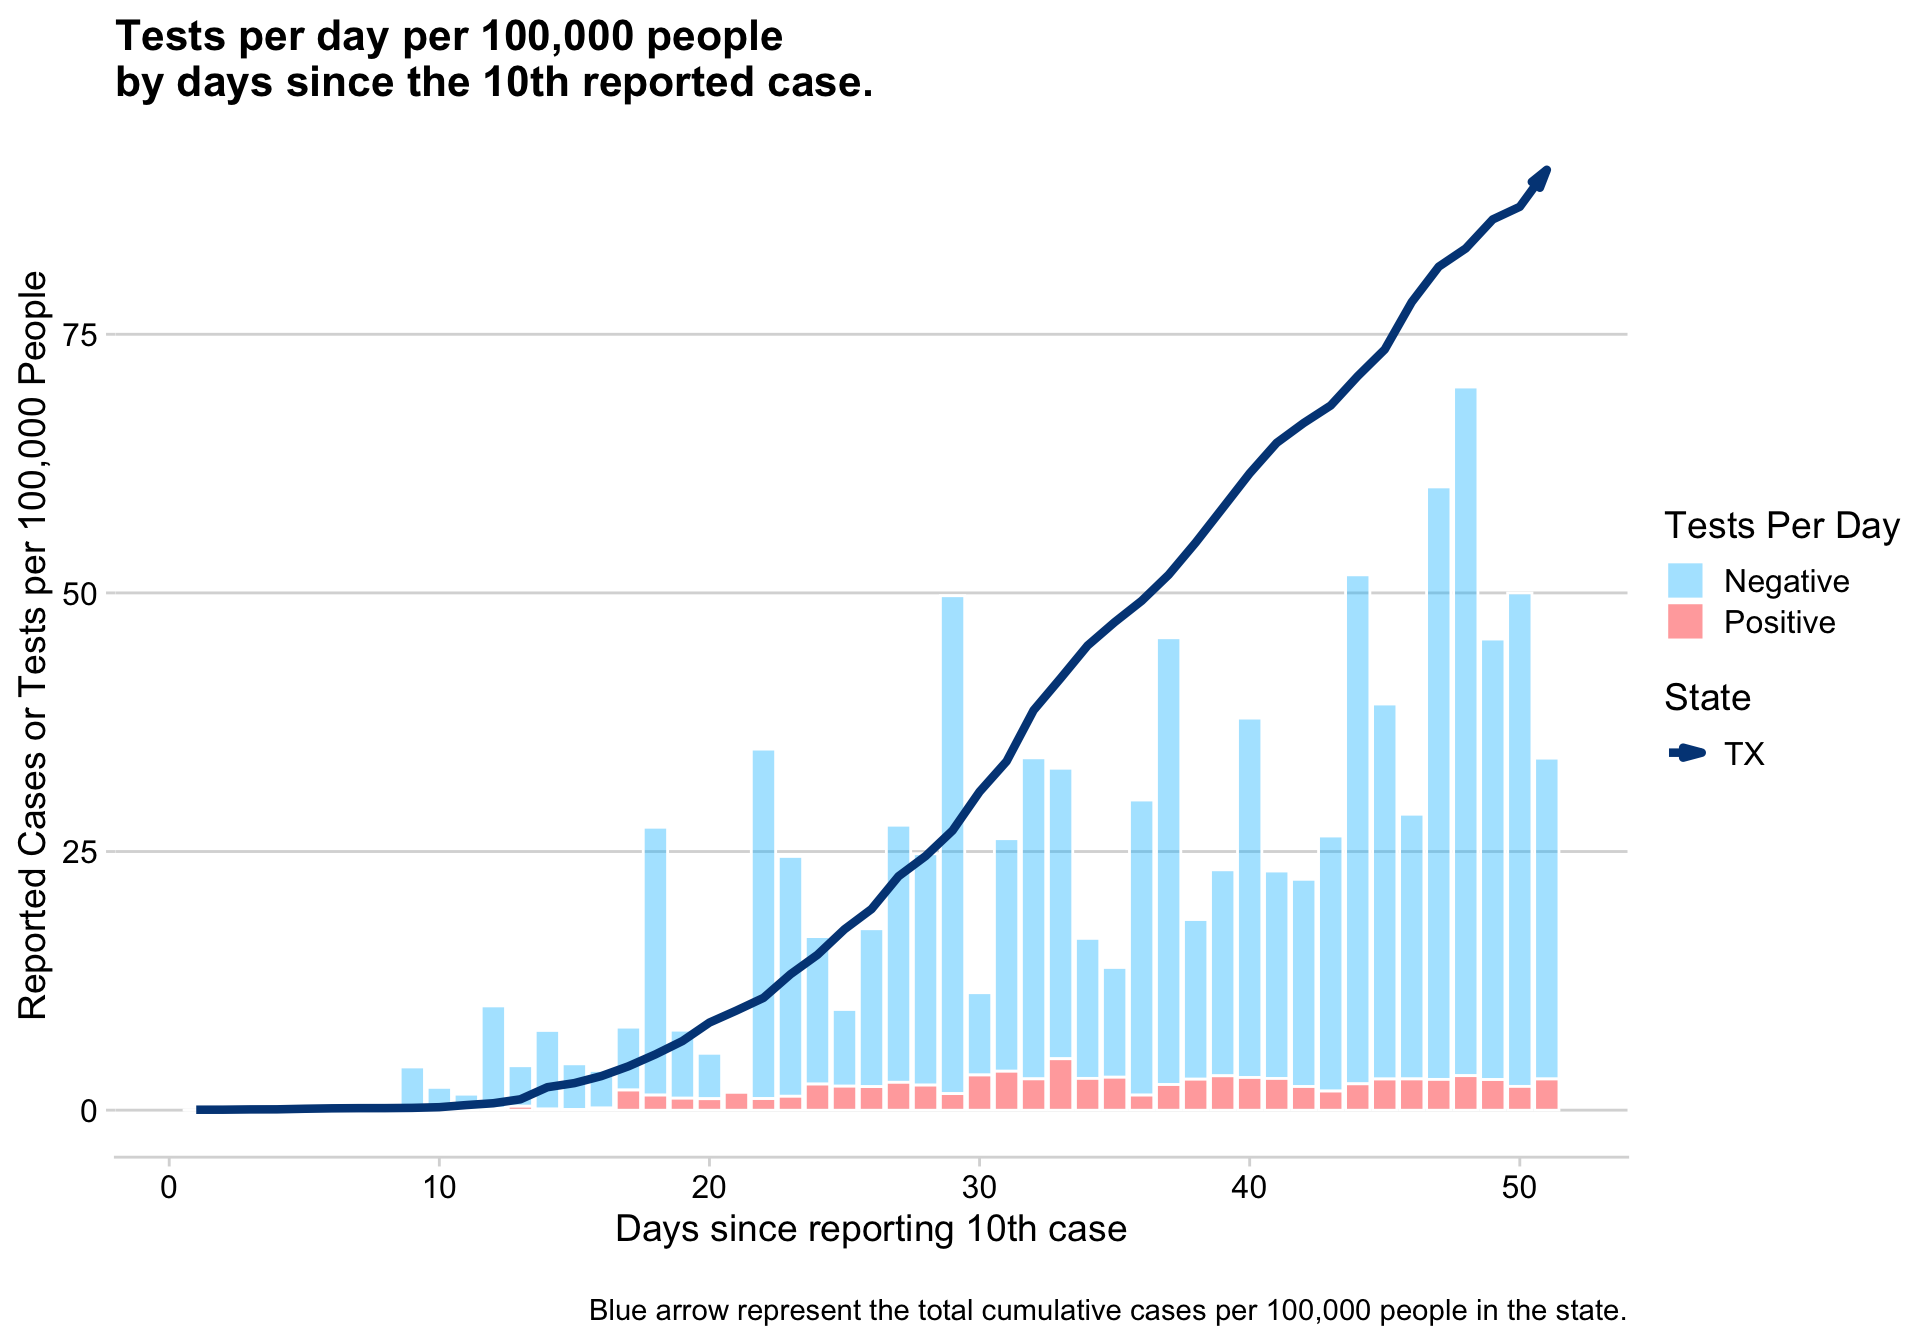 Tests per day per 100,000 people
by days since the 10th reported case.
Reported Cases or Tests per 100,000 People
75
50
25
0
0
10
20
30
40
50
Days since reporting 10th case
Tests Per Day
Negative
Positive
State
TX
Blue arrow represent the total cumulative cases per 100,000 people in the state.